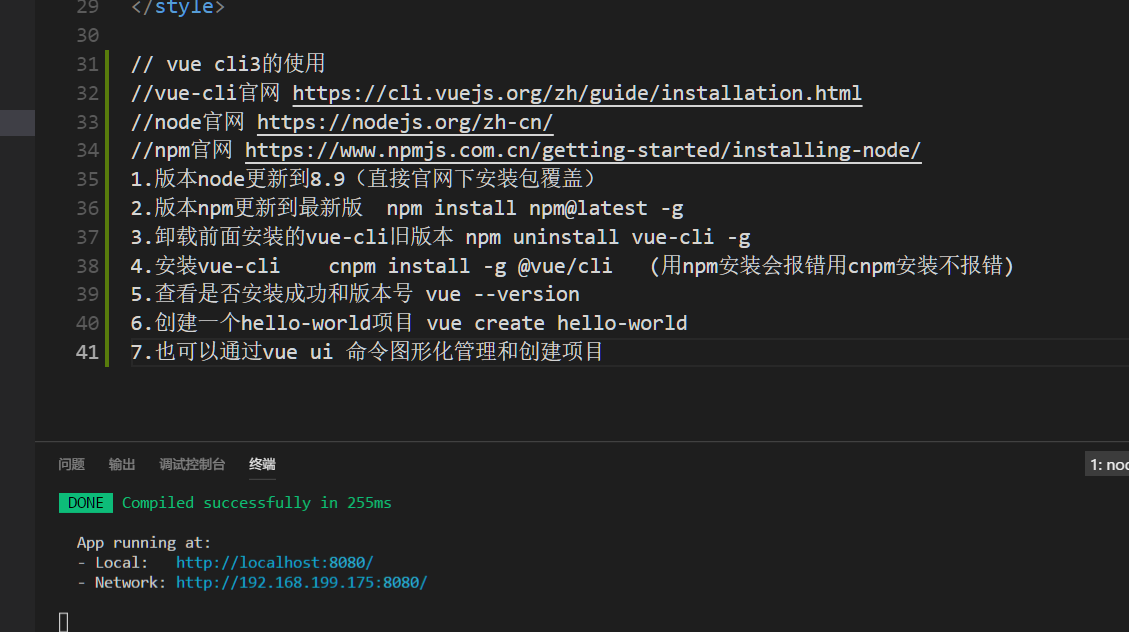 29 </style>
30
31 // vue cli3的使用
32 //vue-cli官网 https://cli.vuejs.org/zh/guide/installation.html
33 //node官网 https://nodejs.org/zh-cn/
34 //npm官网 https://www.npmjs.com.cn/getting-started/installing-node/
35 1.版本node更新到8.9（直接官网下安装包覆盖）
36 2.版本npm更新到最新版  npm install npm@latest -g
37 3.卸载前面安装的vue-cli旧版本 npm uninstall vue-cli -g
38 4.安装vue-cli    cnpm install -g @vue/cli   (用npm安装会报错用cnpm安装不报错)
39 5.查看是否安装成功和版本号 vue --version
40 6.创建一个hello-world项目 vue create hello-world
41 7.也可以通过vue ui 命令图形化管理和创建项目
问题 输出 调试控制台 终端 1: noc
DONE Compiled successfully in 255ms
App running at:
- Local:   http://localhost:8080/
- Network: http://192.168.199.175:8080/